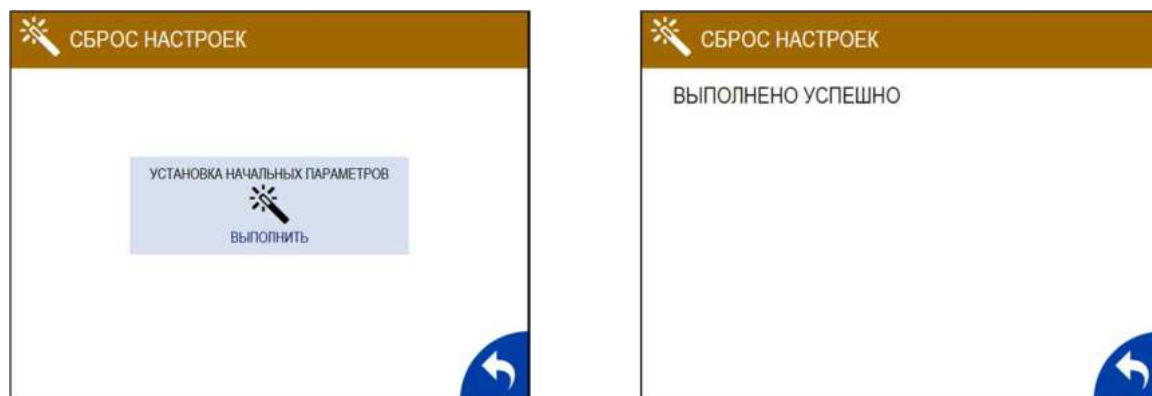 СБРОС НАСТРОЕК
УСТАНОВКА НАЧАЛЬНЫХ ПАРАМЕТРОВ
ВЫПОЛНИТЬ
СБРОС НАСТРОЕК
ВЫПОЛНЕНО УСПЕШНО